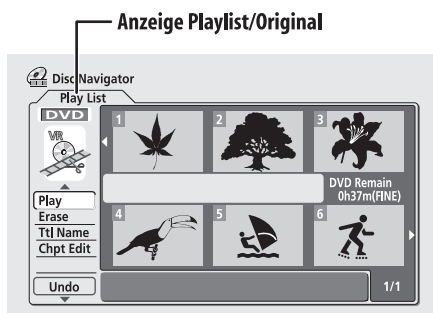 Anzeige Playlist/Original
Disc Navigator
Play List
DVD
VR
1
2
3
DVD Remain
0h37m(FINE)
Play
Erase
Ttl Name
Chpt Edit
4
5
6
Undo
1/1